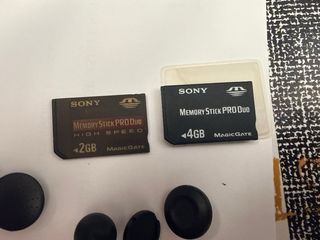 SONY
MEMORY STICK PRO DUO
HIGH SPEED
◄2GB MAGICGATE
SONY
MEMORY STICK PRO DUO
◄4GB MAGICGATE